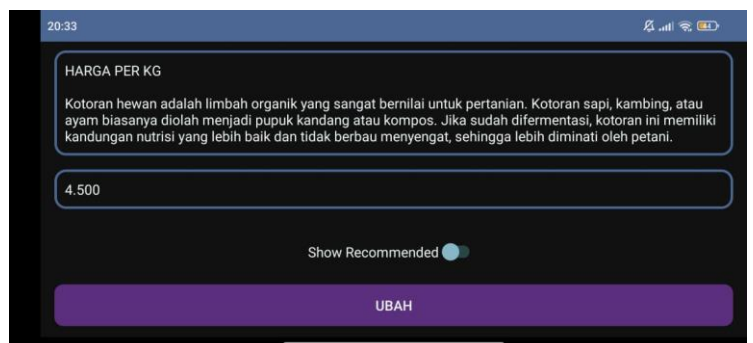 20:33
HARGA PER KG
Kotoran hewan adalah limbah organik yang sangat bernilai untuk pertanian. Kotoran sapi, kambing, atau
ayam biasanya diolah menjadi pupuk kandang atau kompos. Jika sudah difermentasi, kotoran ini memiliki
kandungan nutrisi yang lebih baik dan tidak berbau menyengat, sehingga lebih diminati oleh petani.
4.500
Show Recommended
UBAH